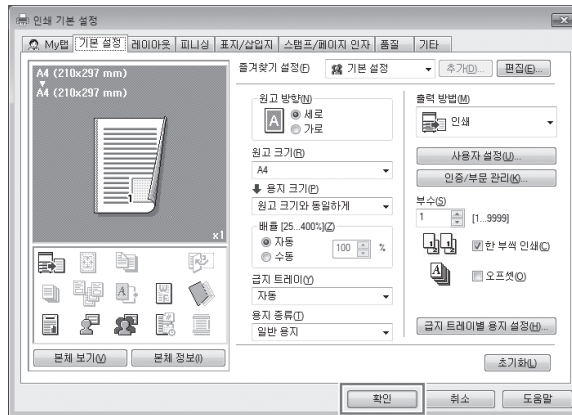 인쇄 기본 설정
My탭 기본 설정 레이아웃 피니싱 표지/삽입지 스탬프/페이지 인자 품질 기타
A4 (210x297 mm)
A4 (210x297 mm)
x1
본체 보기(V) 본체 정보(I)
즐겨찾기 설정(F) 기본 설정 추가(D)... 편집(E)...
원고 방향(N)
세로
가로
원고 크기(R)
A4
용지 크기(P)
원고 크기와 동일하게
배율 [25...400%](Z)
자동
수동
100 %
급지 트레이(Y)
자동
용지 종류(T)
일반 용지
출력 방법(M)
인쇄
사용자 설정(U)...
인증/부문 관리(K)...
부수(S)
1 [1...9999]
한 부씩 인쇄(C)
오프셋(O)
급지 트레이별 용지 설정(H)...
초기화(L)
확인 취소 도움말